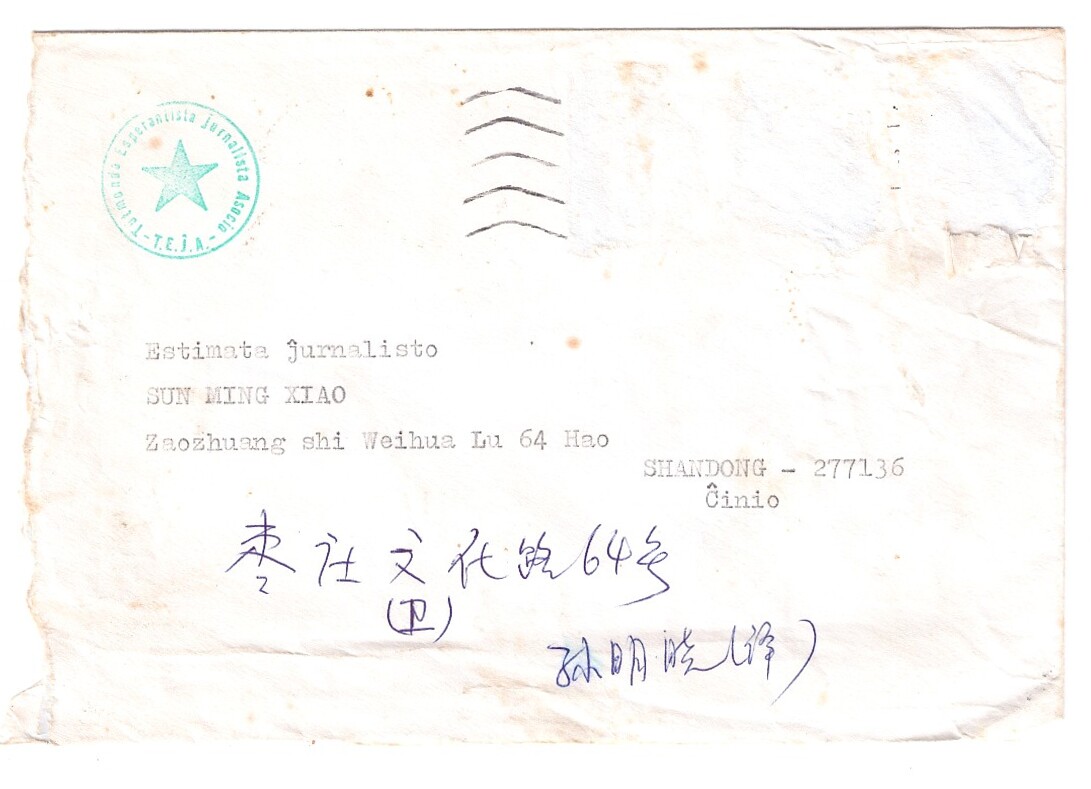 Tutmonda Esperantista Ĵurnalista Asocio
- T.E.Ĵ.A. -
Estimata ĵurnalisto
SUN MING XIAO
Zaozhuang shi Weihua Lu 64 Hao
SHANDONG - 277136
Ĉinio
枣庄文化路64号
(卫)
孙明晓(译)